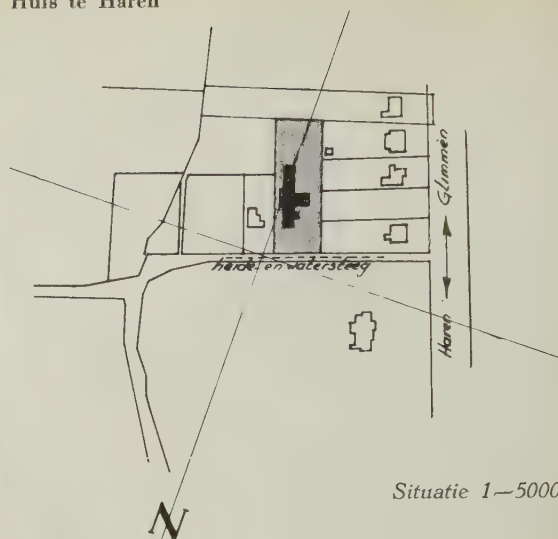 Huis te Haren
Glimmen
heide- en watersteeg
Haren
Situatie 1—5000
N